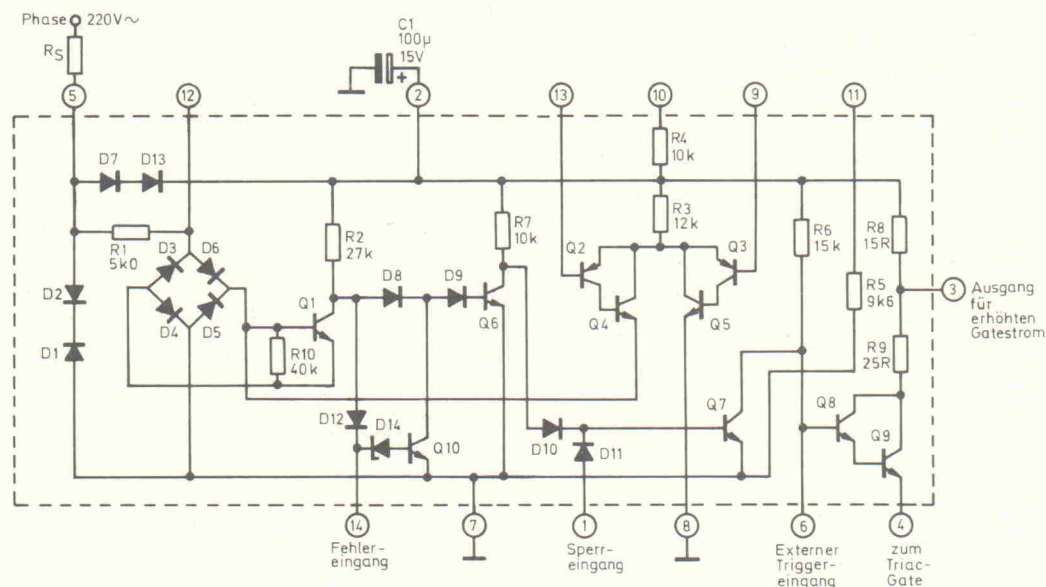 Phase 220V~
RS
C1
100µ
15V
+
5
12
2
13
10
9
11
D7 D13
R4
10k
R1
5k0
D3 D6
R2
27k
R7
10k
R3
12k
R6
15k
R8
15R
D2
D4 D5
D8 D9
Q2
Q3
R5
9k6
3
Ausgang
für
erhöhten
Gatestrom
D1
Q1
Q6
Q4
Q5
R10
40k
R9
25R
D12
D14
Q10
D10
D11
Q7
Q8
Q9
14
7
1
8
6
4
Fehler-
eingang
Sperr-
eingang
Externer
Trigger-
eingang
zum
Triac-
Gate